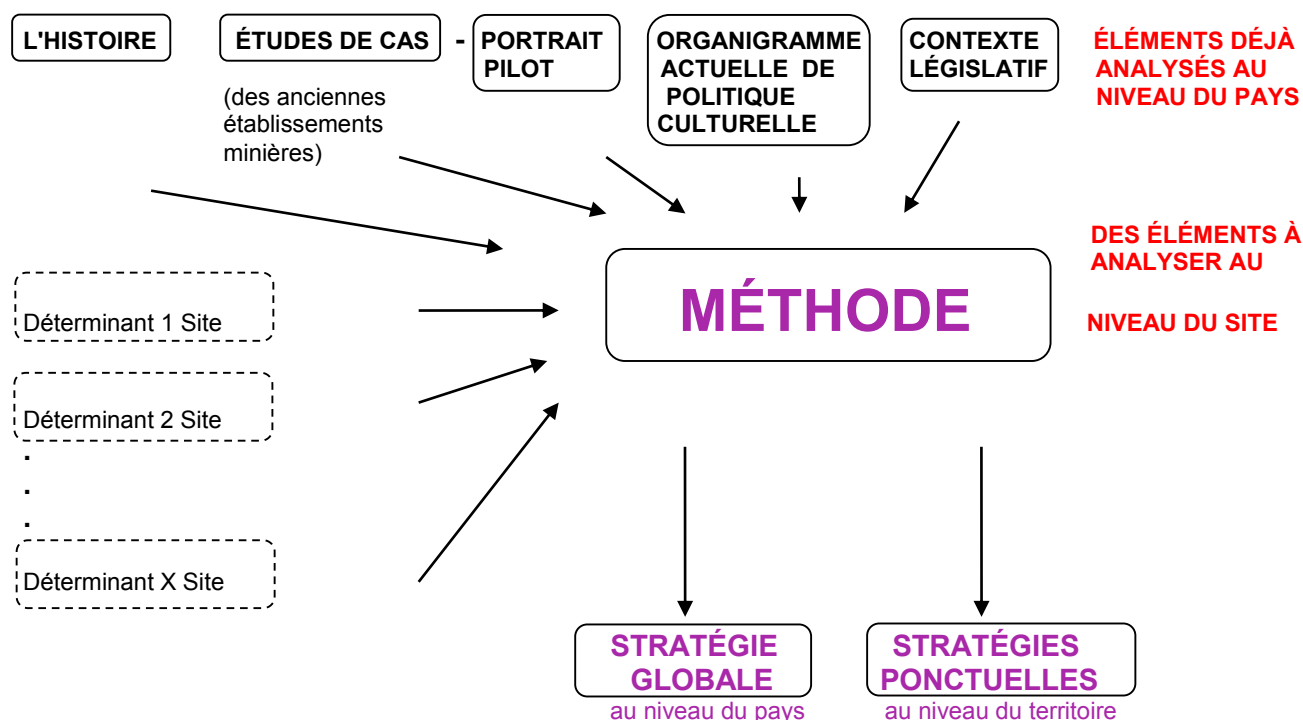 L'HISTOIRE
ÉTUDES DE CAS
(des anciennes
établissements
minières)
-
PORTRAIT
PILOT
ORGANIGRAMME
ACTUELLE DE
POLITIQUE
CULTURELLE
CONTEXTE
LÉGISLATIF
ÉLÉMENTS DÉJÀ
ANALYSÉS AU
NIVEAU DU PAYS
DES ÉLÉMENTS À
ANALYSER AU
NIVEAU DU SITE
MÉTHODE
Déterminant 1 Site
Déterminant 2 Site
.
.
.
Déterminant X Site
STRATÉGIE
GLOBALE
au niveau du pays
STRATÉGIES
PONCTUELLES
au niveau du territoire